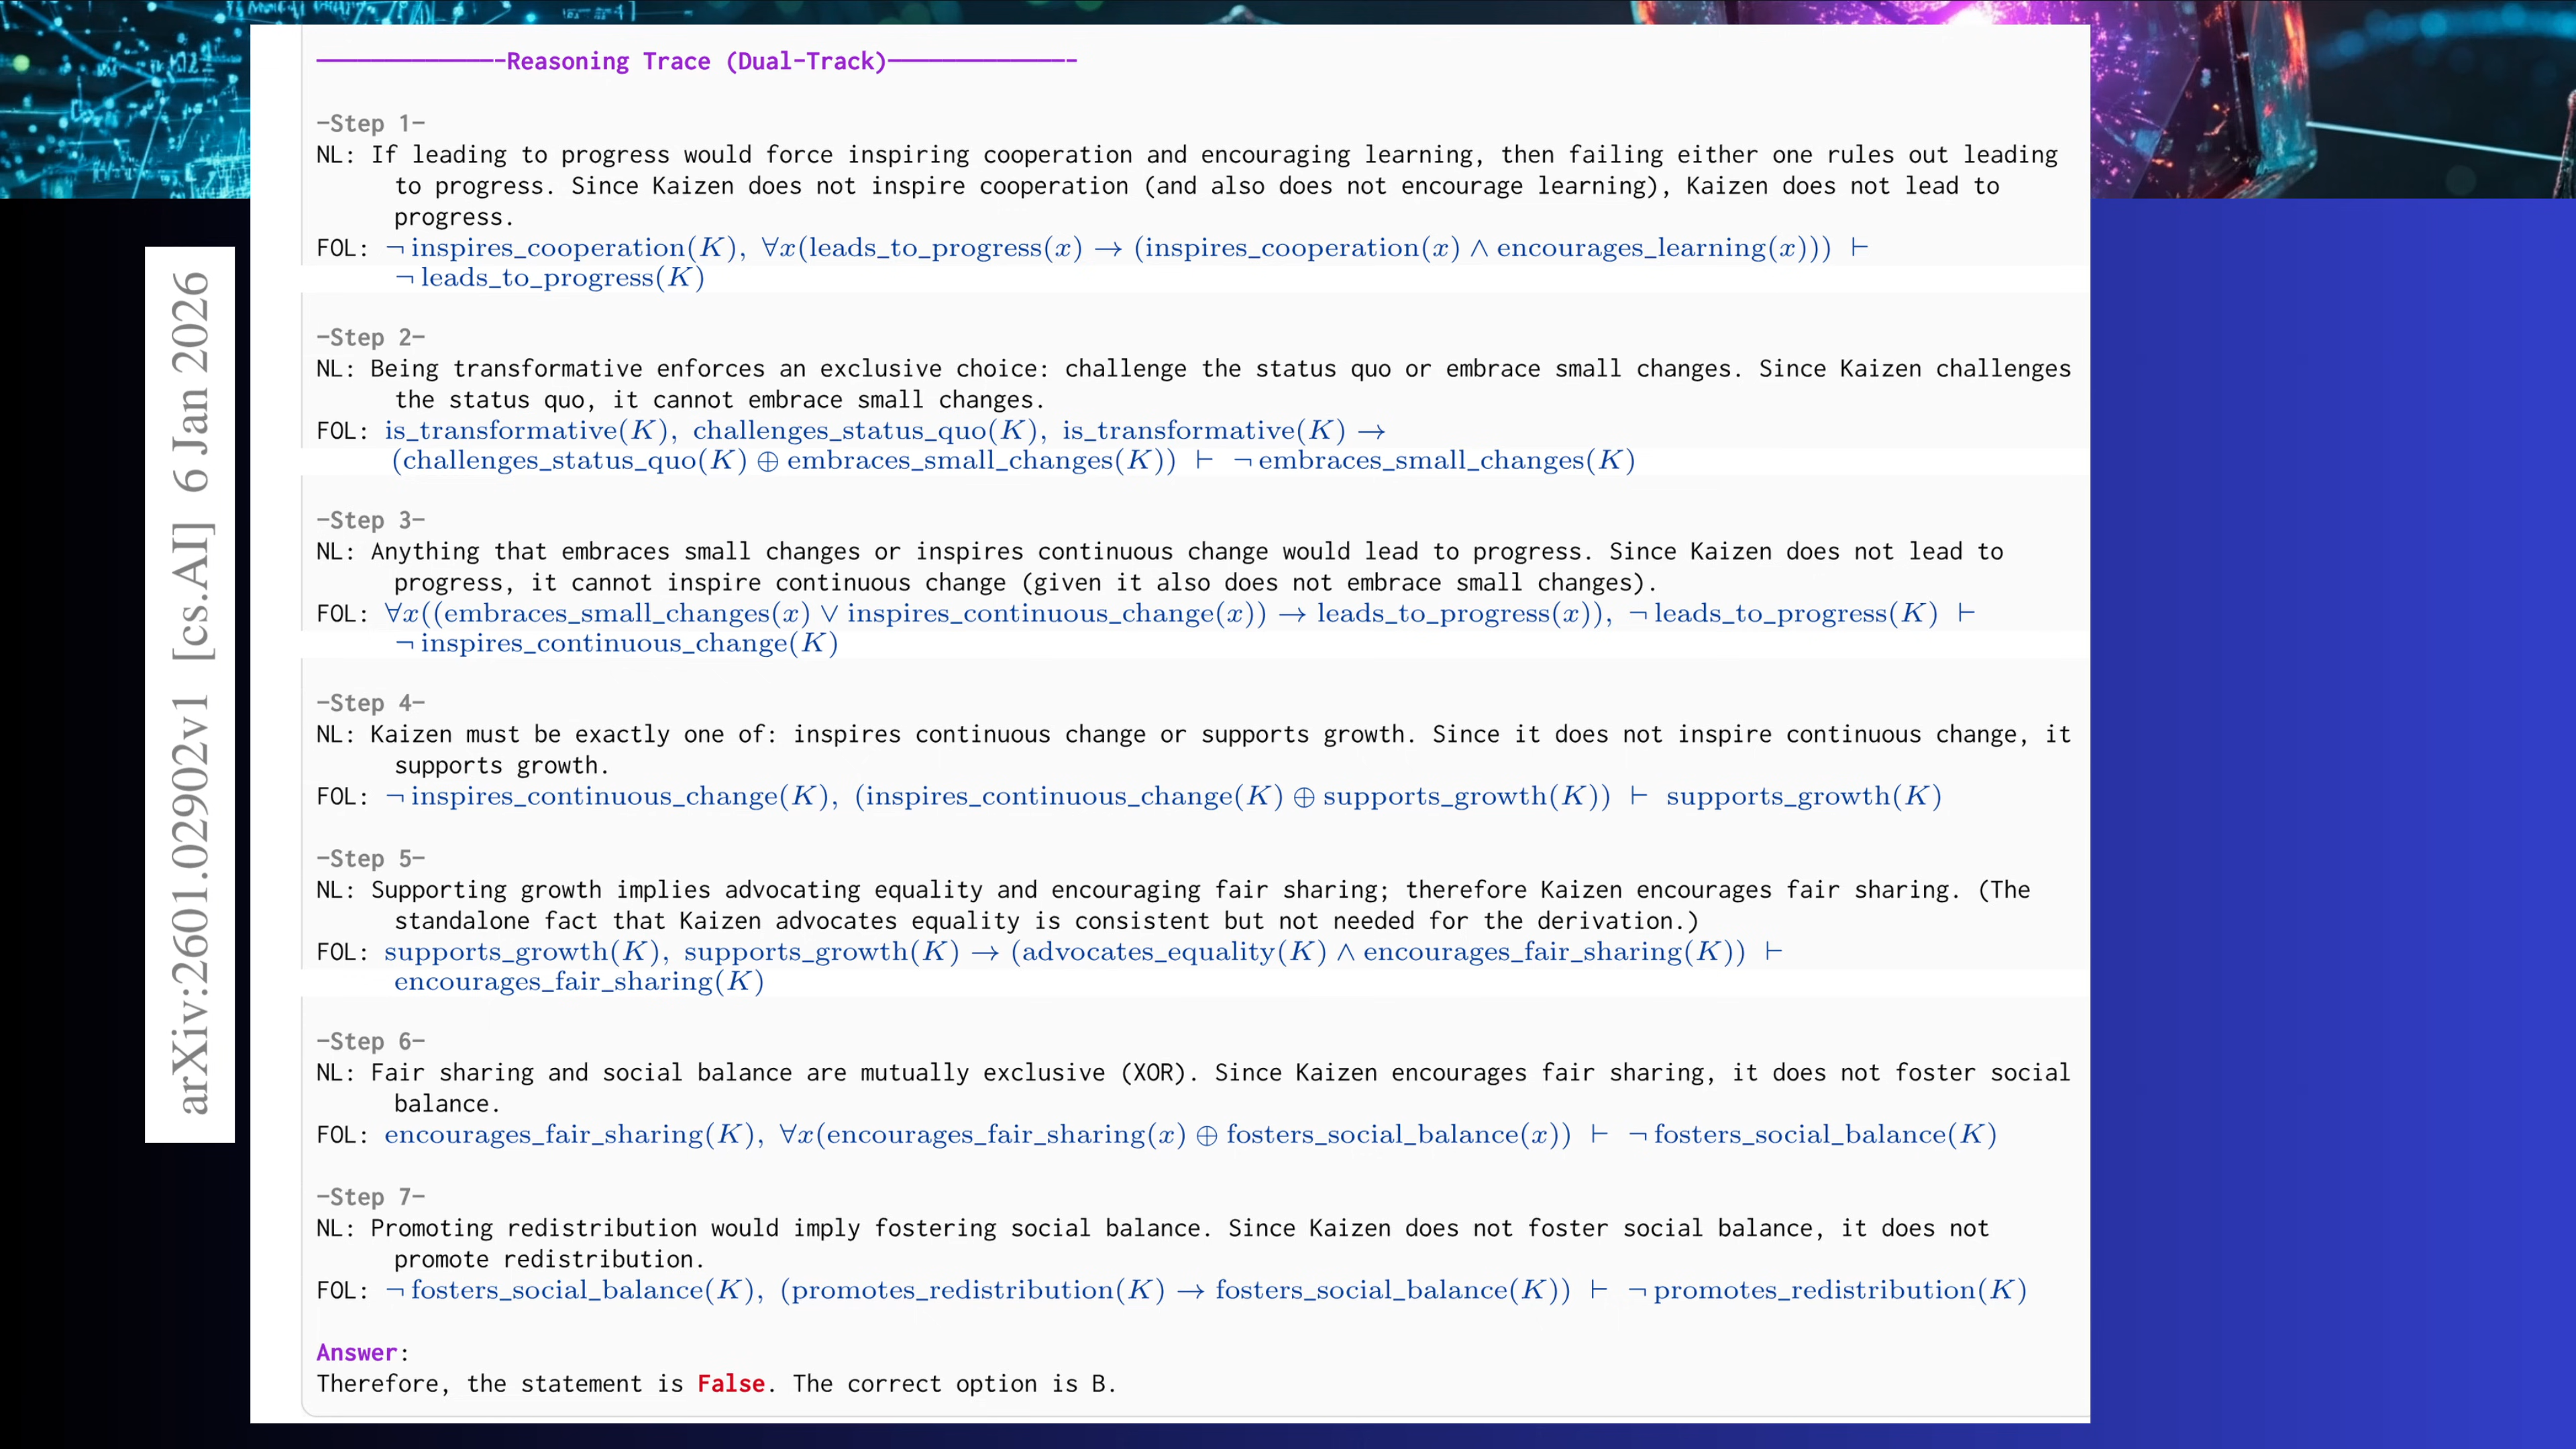 Reasoning Trace (Dual-Track)
-Step 1-
NL: If leading to progress would force inspiring cooperation and encouraging learning, then failing either one rules out leading
to progress. Since Kaizen does not inspire cooperation (and also does not encourage learning), Kaizen does not lead to
progress.
FOL: ¬ inspires_cooperation(K), ∀x(leads_to_progress(x) → (inspires_cooperation(x) ∧ encourages_learning(x))) ⊢
¬ leads_to_progress(K)
-Step 2-
NL: Being transformative enforces an exclusive choice: challenge the status quo or embrace small changes. Since Kaizen challenges
the status quo, it cannot embrace small changes.
FOL: is_transformative(K), challenges_status_quo(K), is_transformative(K) →
(challenges_status_quo(K) ⊕ embraces_small_changes(K)) ⊢ ¬ embraces_small_changes(K)
-Step 3-
NL: Anything that embraces small changes or inspires continuous change would lead to progress. Since Kaizen does not lead to
progress, it cannot inspire continuous change (given it also does not embrace small changes).
FOL: ∀x((embraces_small_changes(x) ∨ inspires_continuous_change(x)) → leads_to_progress(x)), ¬ leads_to_progress(K) ⊢
¬ inspires_continuous_change(K)
-Step 4-
NL: Kaizen must be exactly one of: inspires continuous change or supports growth. Since it does not inspire continuous change, it
supports growth.
FOL: ¬ inspires_continuous_change(K), (inspires_continuous_change(K) ⊕ supports_growth(K)) ⊢ supports_growth(K)
-Step 5-
NL: Supporting growth implies advocating equality and encouraging fair sharing; therefore Kaizen encourages fair sharing. (The
standalone fact that Kaizen advocates equality is consistent but not needed for the derivation.)
FOL: supports_growth(K), supports_growth(K) → (advocates_equality(K) ∧ encourages_fair_sharing(K)) ⊢
encourages_fair_sharing(K)
-Step 6-
NL: Fair sharing and social balance are mutually exclusive (XOR). Since Kaizen encourages fair sharing, it does not foster social
balance.
FOL: encourages_fair_sharing(K), ∀x(encourages_fair_sharing(x) ⊕ fosters_social_balance(x)) ⊢ ¬ fosters_social_balance(K)
-Step 7-
NL: Promoting redistribution would imply fostering social balance. Since Kaizen does not foster social balance, it does not
promote redistribution.
FOL: ¬ fosters_social_balance(K), (promotes_redistribution(K) → fosters_social_balance(K)) ⊢ ¬ promotes_redistribution(K)
Answer:
Therefore, the statement is False. The correct option is B.
arXiv:2601.02902v1 [cs.AI] 6 Jan 2026